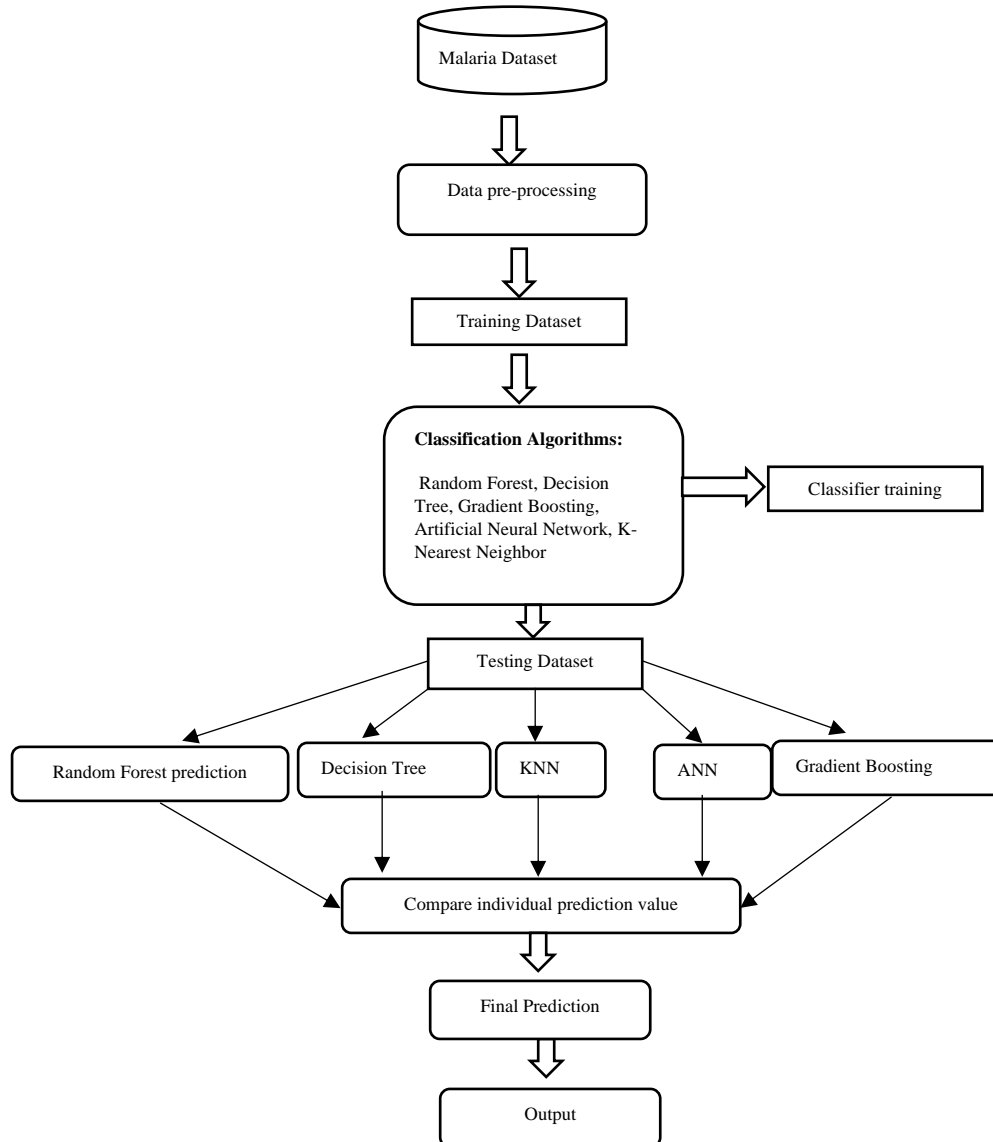 Malaria Dataset
Data pre-processing
Training Dataset
Classification Algorithms:
Random Forest, Decision
Tree, Gradient Boosting,
Artificial Neural Network, K-
Nearest Neighbor
Classifier training
Testing Dataset
Random Forest prediction
Decision Tree
KNN
ANN
Gradient Boosting
Compare individual prediction value
Final Prediction
Output